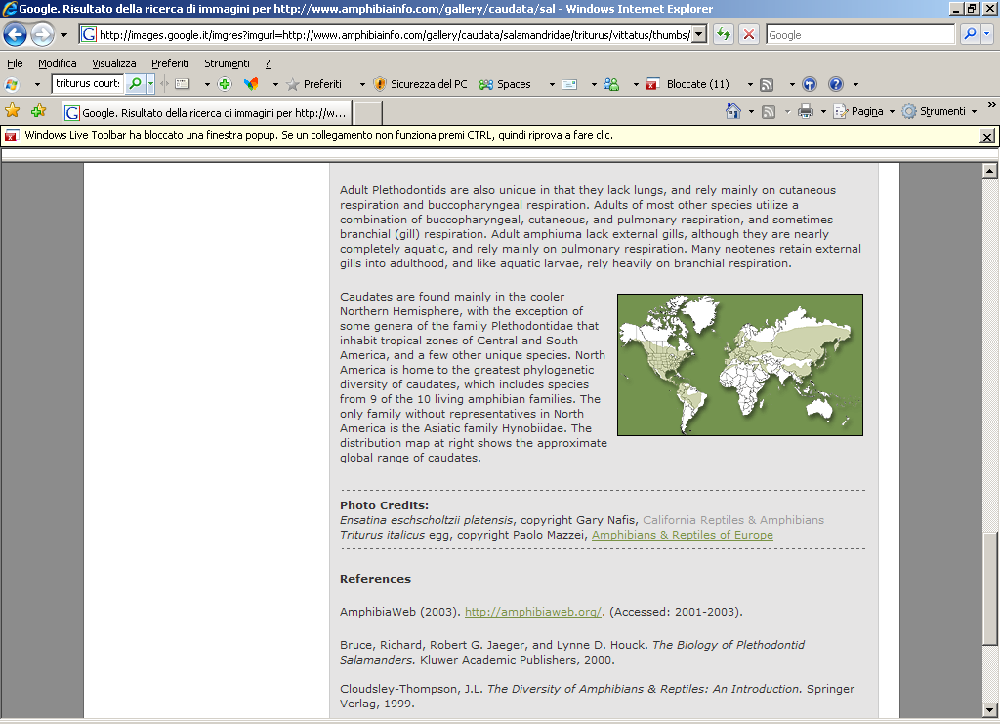 Google. Risultato della ricerca di immagini per http://www.amphibiainfo.com/gallery/caudata/sal - Windows Internet Explorer
http://images.google.it/imgres?imgurl=http://www.amphibiainfo.com/gallery/caudata/salamandridae/triturus/vittatus/thumbs/
Google
File Modifica Visualizza Preferiti Strumenti ?
triturus court: Preferiti Sicurezza del PC Spaces Bloccate (11)
Google. Risultato della ricerca di immagini per http://w... Pagina Strumenti
Windows Live Toolbar ha bloccato una finestra popup. Se un collegamento non funziona premi CTRL, quindi riprova a fare clic.
Adult Plethodontids are also unique in that they lack lungs, and rely mainly on cutaneous
respiration and buccopharyngeal respiration. Adults of most other species utilize a
combination of buccopharyngeal, cutaneous, and pulmonary respiration, and sometimes
branchial (gill) respiration. Adult amphiuma lack external gills, although they are nearly
completely aquatic, and rely mainly on pulmonary respiration. Many neotenes retain external
gills into adulthood, and like aquatic larvae, rely heavily on branchial respiration.
Caudates are found mainly in the cooler
Northern Hemisphere, with the exception of
some genera of the family Plethodontidae that
inhabit tropical zones of Central and South
America, and a few other unique species. North
America is home to the greatest phylogenetic
diversity of caudates, which includes species
from 9 of the 10 living amphibian families. The
only family without representatives in North
America is the Asiatic family Hynobiidae. The
distribution map at right shows the approximate
global range of caudates.
Photo Credits:
Ensatina eschscholtzii platensis, copyright Gary Nafis, California Reptiles & Amphibians
Triturus italicus egg, copyright Paolo Mazzei, Amphibians & Reptiles of Europe
References
AmphibiaWeb (2003). http://amphibiaweb.org/. (Accessed: 2001-2003).
Bruce, Richard, Robert G. Jaeger, and Lynne D. Houck. The Biology of Plethodontid
Salamanders. Kluwer Academic Publishers, 2000.
Cloudsley-Thompson, J.L. The Diversity of Amphibians & Reptiles: An Introduction. Springer
Verlag, 1999.